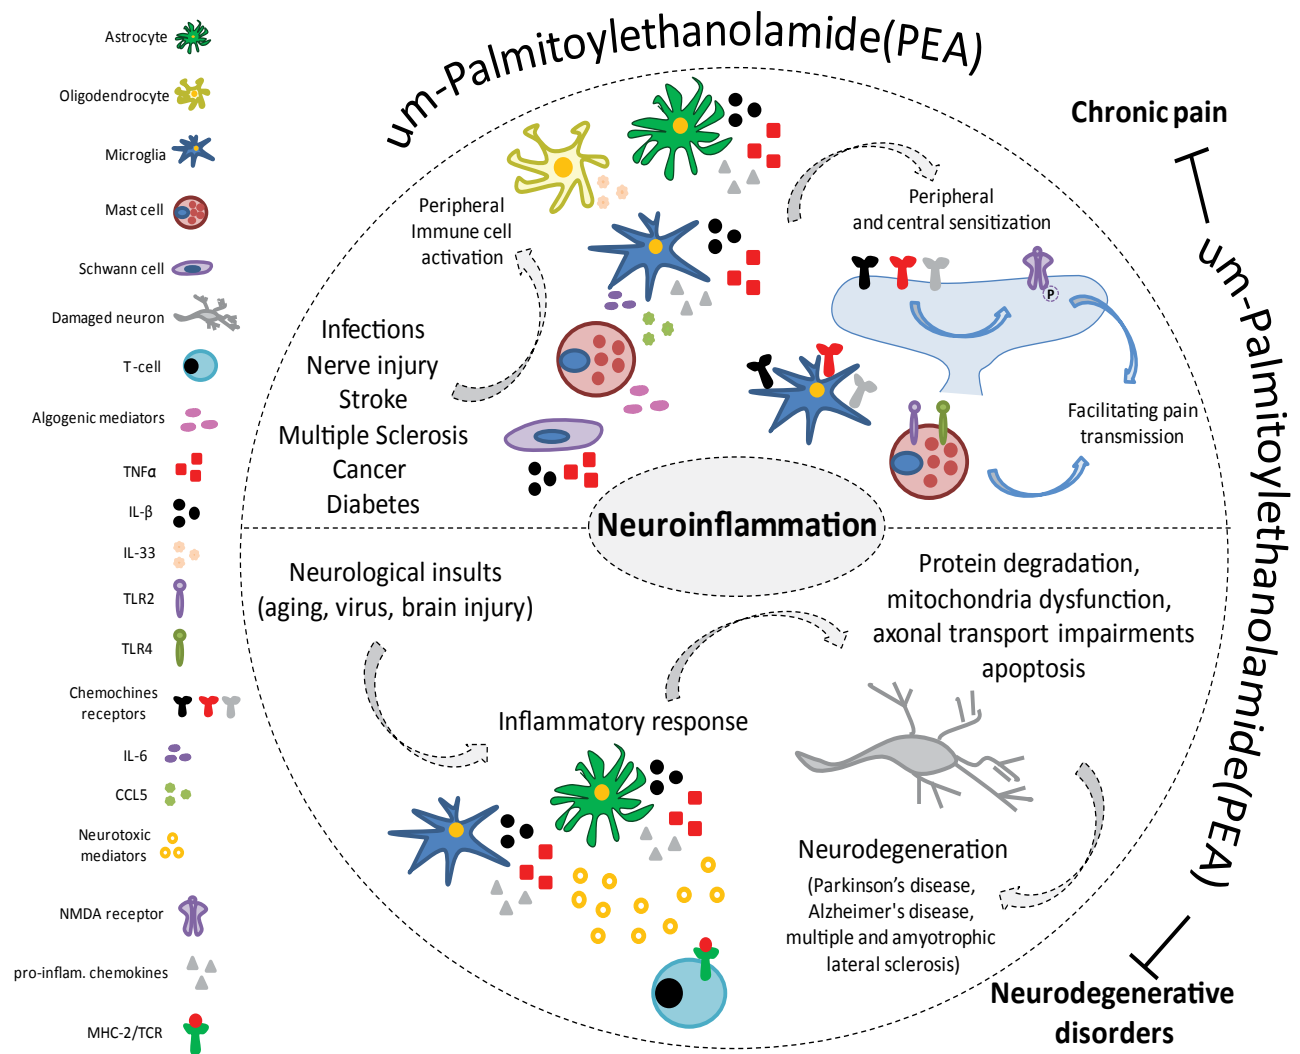 Astrocyte
Oligodendrocyte
Microglia
Mast cell
Schwann cell
Damaged neuron
T-cell
Algogenic mediators
TNFα
IL-β
IL-33
TLR2
TLR4
Chemochines
receptors
IL-6
CCL5
Neurotoxic
mediators
NMDA receptor
pro-inflam. chemokines
MHC-2/TCR
um-Palmitoylethanolamide(PEA)
Peripheral
Immune cell
activation
Infections
Nerve injury
Stroke
Multiple Sclerosis
Cancer
Diabetes
Peripheral
and central sensitization
P
Facilitating pain
transmission
Neuroinflammation
Neurological insults
(aging, virus, brain injury)
Inflammatory response
Protein degradation,
mitochondria dysfunction,
axonal transport impairments
apoptosis
Neurodegeneration
(Parkinson's disease,
Alzheimer's disease,
multiple and amyotrophic
lateral sclerosis)
Chronic pain
um-Palmitoylethanolamide(PEA)
Neurodegenerative
disorders